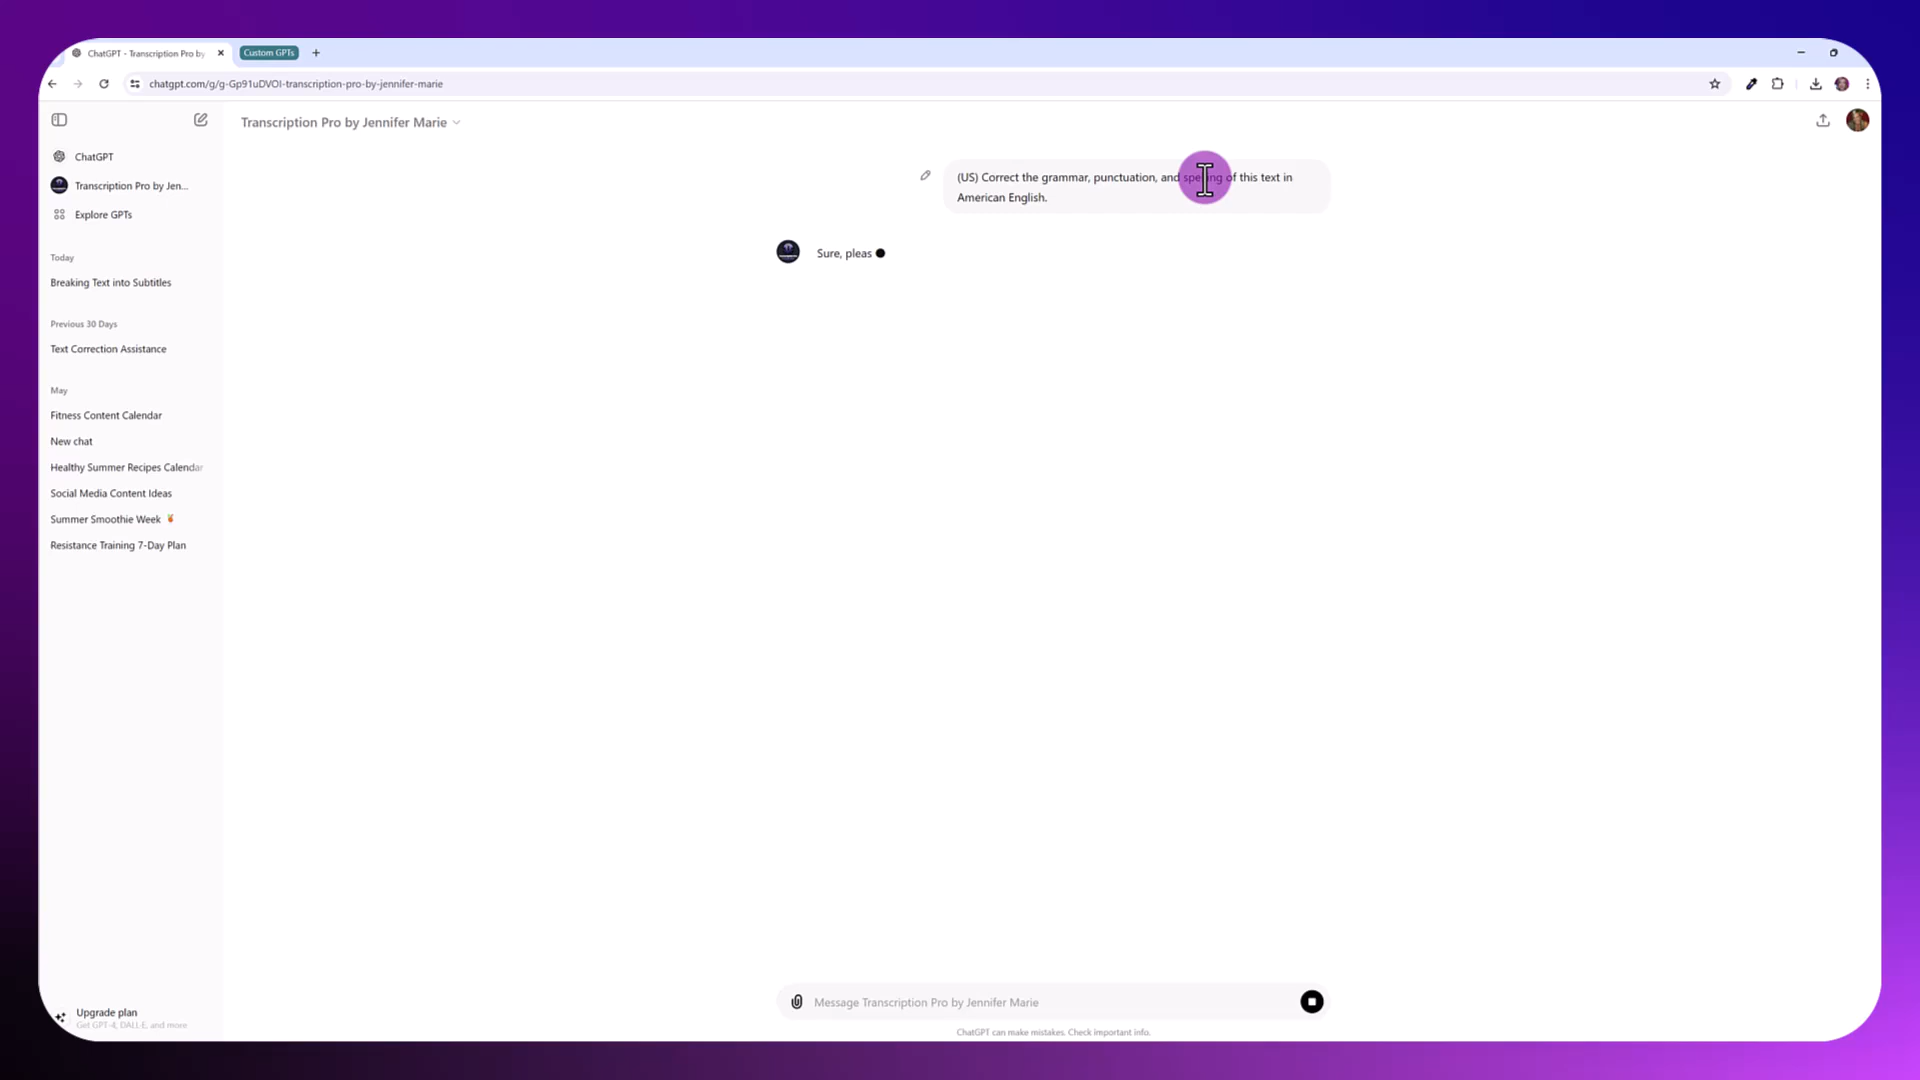 ChatGPT - Transcription Pro by
Custom GPTs
chatgpt.com/g/g-Gp91uDVOI-transcription-pro-by-jennifer-marie
Transcription Pro by Jennifer Marie
ChatGPT
Transcription Pro by Jen...
Explore GPTs
Today
Breaking Text into Subtitles
Previous 30 Days
Text Correction Assistance
May
Fitness Content Calendar
New chat
Healthy Summer Recipes Calendar
Social Media Content Ideas
Summer Smoothie Week
Resistance Training 7-Day Plan
Upgrade plan
Get GPT-4, DALL·E, and more
(US) Correct the grammar, punctuation, and spelling of this text in
American English.
Sure, pleas
Message Transcription Pro by Jennifer Marie
ChatGPT can make mistakes. Check important info.